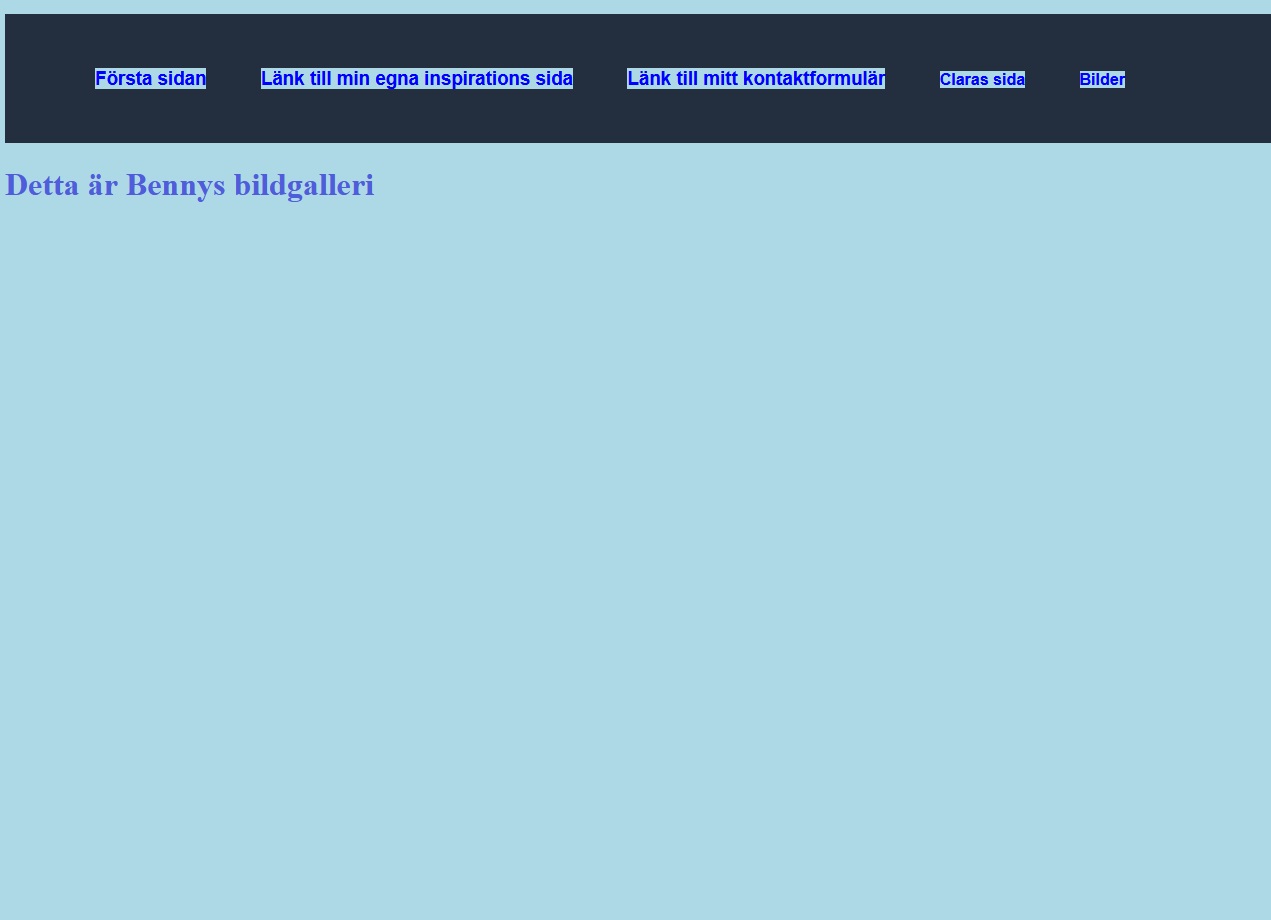 Första sidan Länk till min egna inspirations sida Länk till mitt kontaktformulär Claras sida Bilder
Detta är Bennys bildgalleri